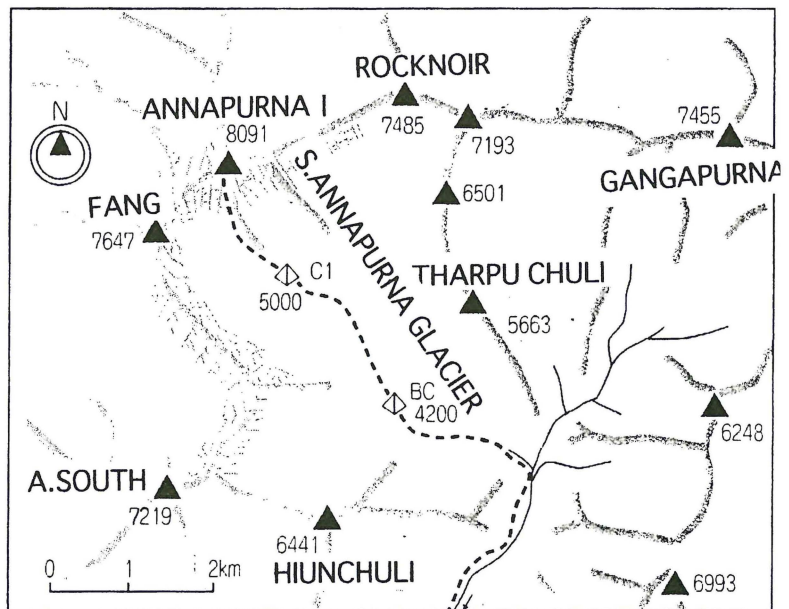 ROCKNOIR
7485
N
ANNAPURNA I
8091
7193
7455
GANGAPURNA
S.ANNAPURNA GLACIER
6501
FANG
7647
C1
5000
THARPU CHULI
5663
BC
4200
6248
A.SOUTH
7219
6441
HIUNCHULI
0 1 2km
6993